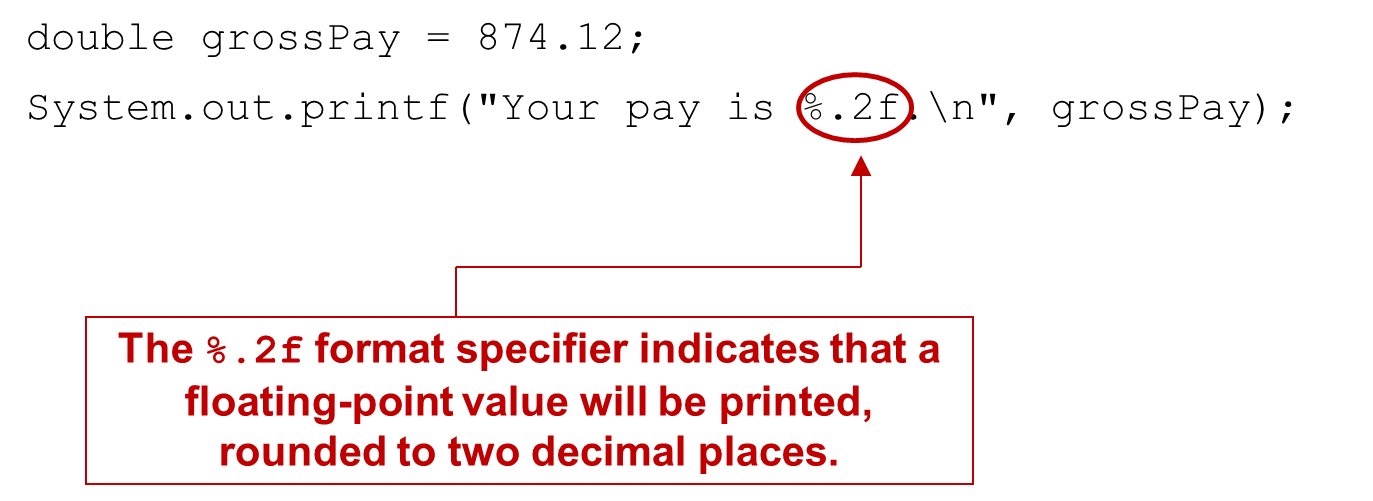 double grossPay = 874.12;
System.out.printf("Your pay is %.2f.\n", grossPay);
The %.2f format specifier indicates that a
floating-point value will be printed,
rounded to two decimal places.